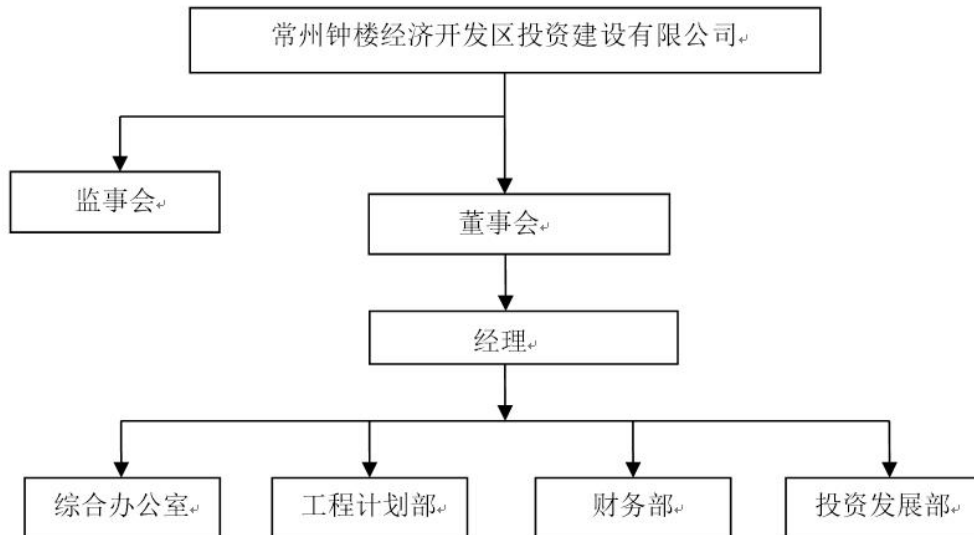 常州钟楼经济开发区投资建设有限公司
监事会
董事会
经理
综合办公室
工程计划部
财务部
投资发展部